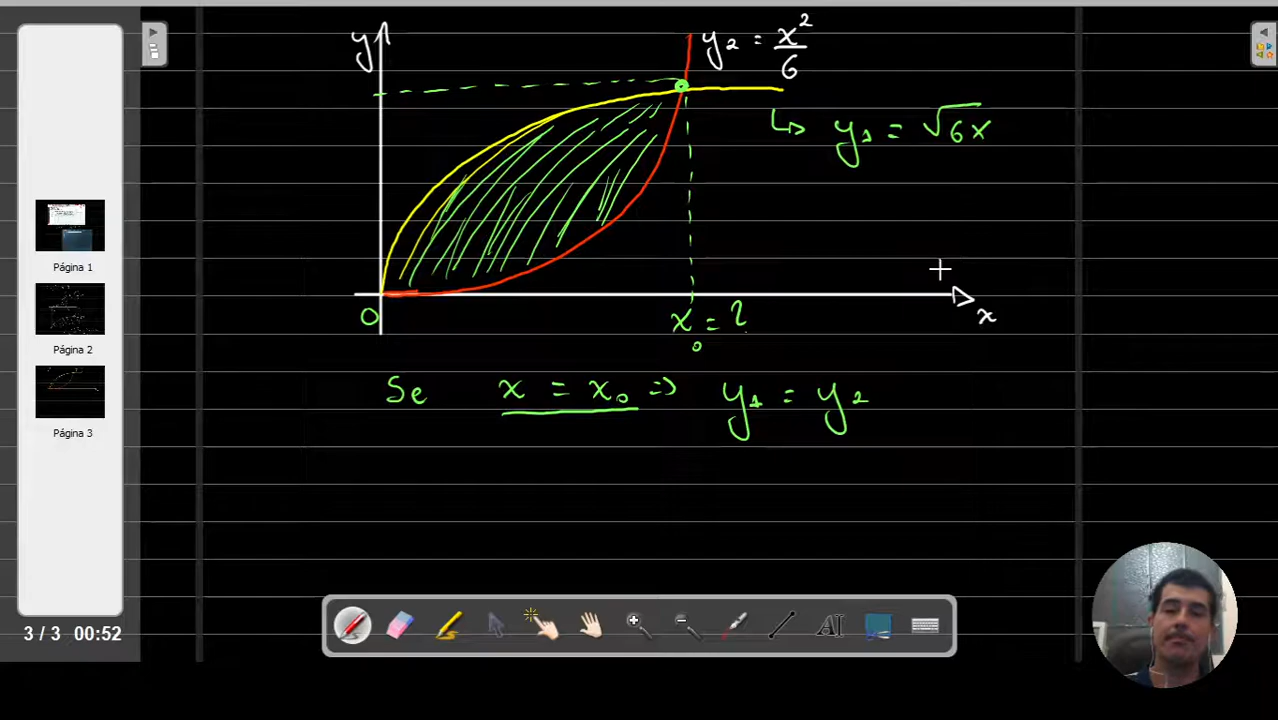 y
y₂ = x²/6
↳ y₁ = √6x
0
x₀ = ?
x
Se x = x₀ => y₁ = y₂
Página 1
Página 2
Página 3
3 / 3 00:52
AI